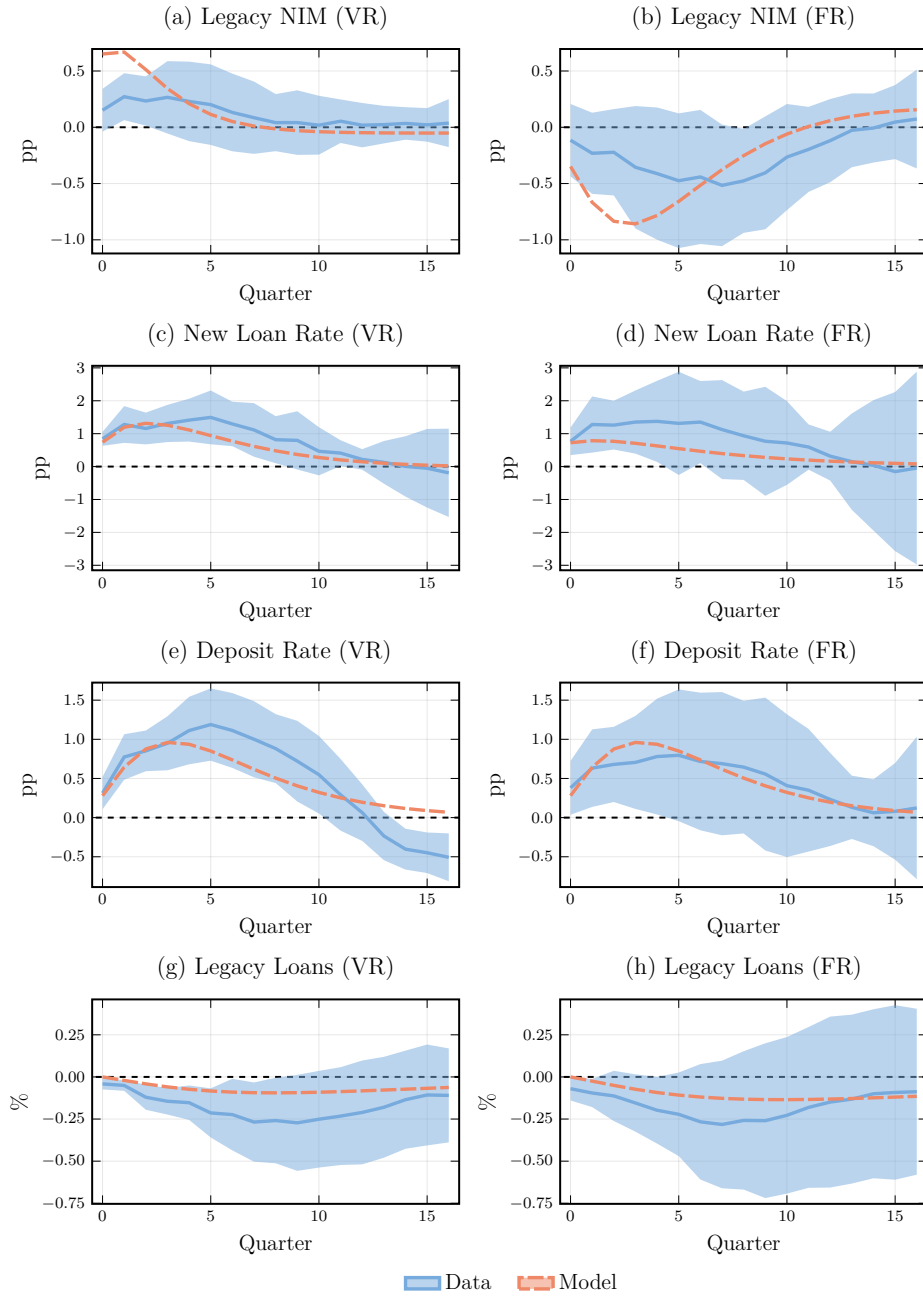 (a) Legacy NIM (VR)
(b) Legacy NIM (FR)
0.5
0.0
−0.5
−1.0
pp
0 5 10 15
Quarter
0.5
0.0
−0.5
−1.0
pp
0 5 10 15
Quarter
(c) New Loan Rate (VR)
(d) New Loan Rate (FR)
3
2
1
0
−1
−2
−3
pp
0 5 10 15
Quarter
3
2
1
0
−1
−2
−3
pp
0 5 10 15
Quarter
(e) Deposit Rate (VR)
(f) Deposit Rate (FR)
1.5
1.0
0.5
0.0
−0.5
pp
0 5 10 15
Quarter
1.5
1.0
0.5
0.0
−0.5
pp
0 5 10 15
Quarter
(g) Legacy Loans (VR)
(h) Legacy Loans (FR)
0.25
0.00
−0.25
−0.50
−0.75
%
0 5 10 15
Quarter
0.25
0.00
−0.25
−0.50
−0.75
%
0 5 10 15
Quarter
Data Model